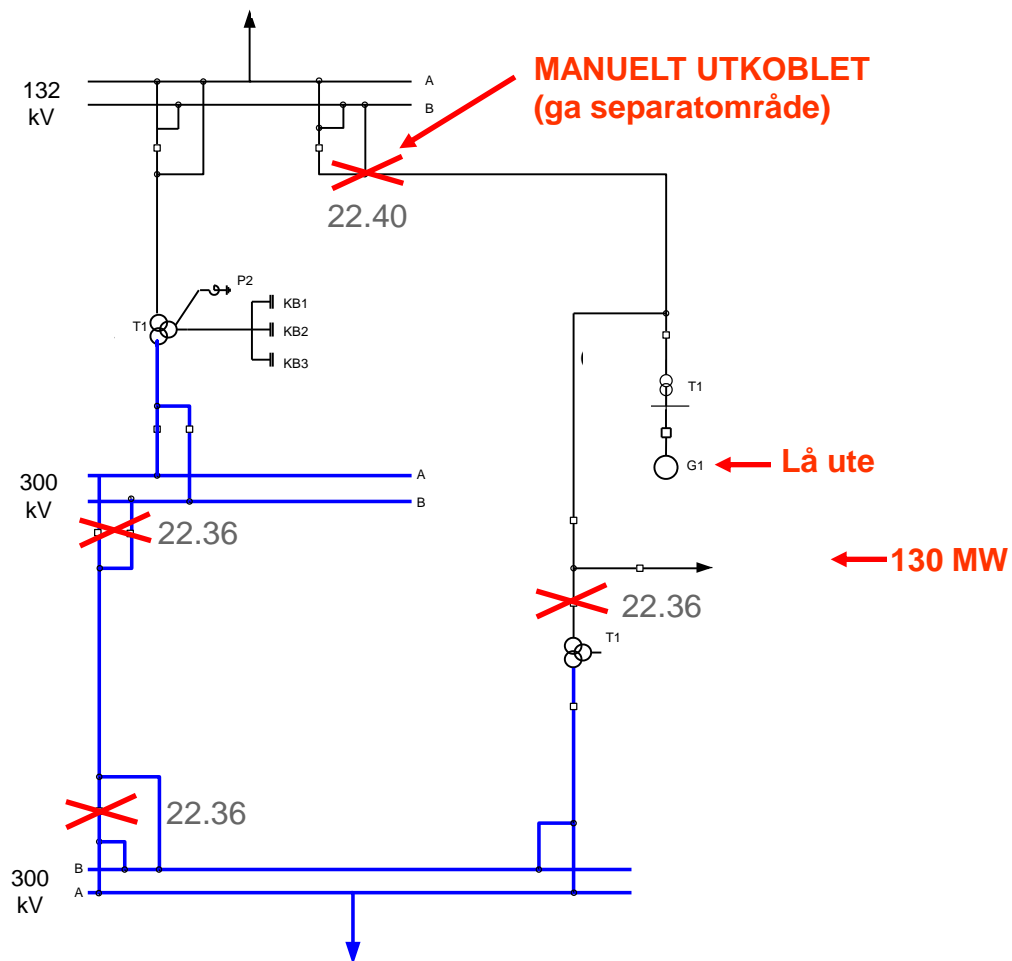 132
kV
A
B
MANUELT UTKOBLET
(ga separatområde)
22.40
P2
T1
KB1
KB2
KB3
T1
G1
Lå ute
300
kV
A
B
22.36
130 MW
22.36
T1
22.36
300
kV
B
A